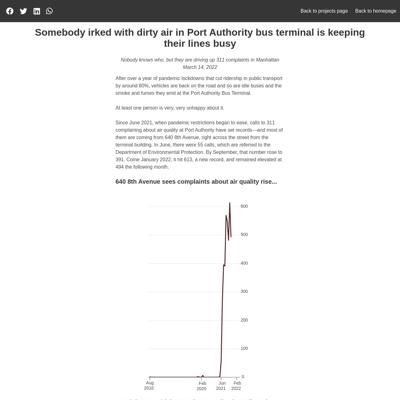 Back to projects page Back to homepage
Somebody irked with dirty air in Port Authority bus terminal is keeping
their lines busy
Nobody knows who, but they are driving up 311 complaints in Manhattan
March 14, 2022
After over a year of pandemic lockdowns that cut ridership in public transport
by around 80%, vehicles are back on the road and so are idle buses and the
smoke and fumes they emit at the Port Authority Bus Terminal.
At least one person is very, very unhappy about it.
Since June 2021, when pandemic restrictions began to ease, calls to 311
complaining about air quality at Port Authority have set records—and most of
them are coming from 640 8th Avenue, right across the street from the
terminal building. In June, there were 55 calls, which are referred to the
Department of Environmental Protection. By September, that number rose to
391. Come January 2022, it hit 613, a new record, and remained elevated at
494 the following month.
640 8th Avenue sees complaints about air quality rise...
600
500
400
300
200
100
0
Aug Feb Jun Feb
2018 2020 2021 2022